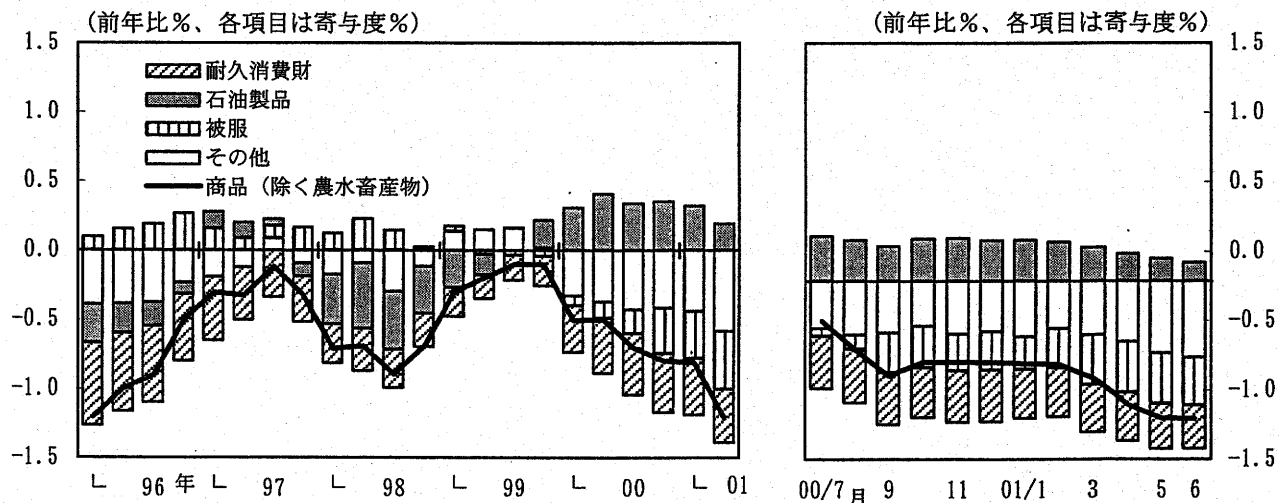 (前年比%、各項目は寄与度%)
(前年比%、各項目は寄与度%)
1.5
1.0
0.5
0.0
-0.5
-1.0
-1.5
耐久消費財
石油製品
被服
その他
商品(除く農水畜産物)
1.5
1.0
0.5
0.0
-0.5
-1.0
-1.5
96 年 97 98 99 00 01
00/7月 9 11 01/1 3 5 6